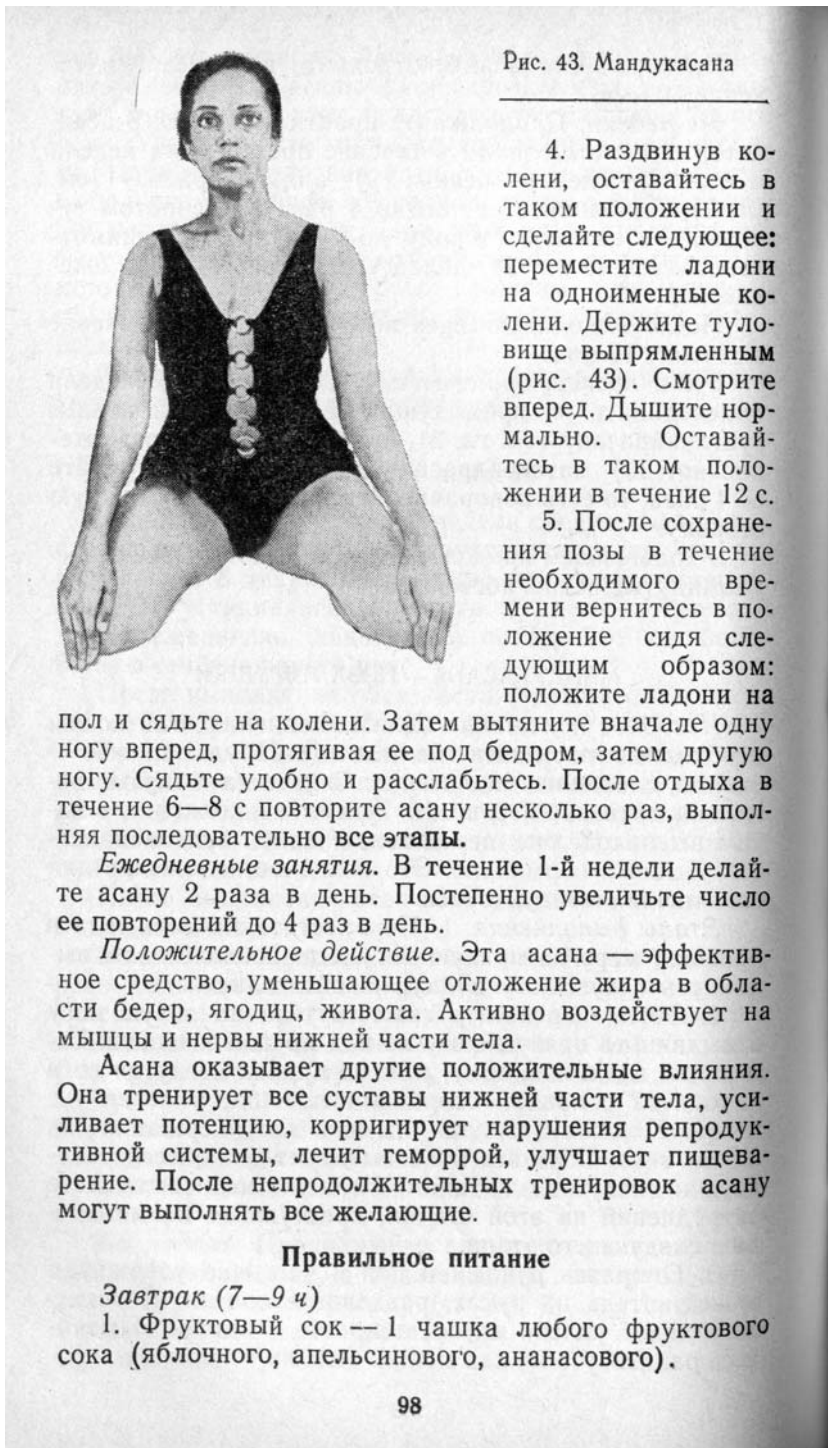 Рис. 43. Мандукасана
4. Раздвинув ко-
лени, оставайтесь в
таком положении и
сделайте следующее:
переместите ладони
на одноименные ко-
лени. Держите туло-
вище выпрямленным
(рис. 43). Смотрите
вперед. Дышите нор-
мально. Оставай-
тесь в таком поло-
жении в течение 12 с.
5. После сохране-
ния позы в течение
необходимого вре-
мени вернитесь в по-
ложение сидя сле-
дующим образом:
положите ладони на
пол и сядьте на колени. Затем вытяните вначале одну
ногу вперед, протягивая ее под бедром, затем другую
ногу. Сядьте удобно и расслабьтесь. После отдыха в
течение 6—8 с повторите асану несколько раз, выпол-
няя последовательно все этапы.
Ежедневные занятия. В течение 1-й недели делай-
те асану 2 раза в день. Постепенно увеличьте число
ее повторений до 4 раз в день.
Положительное действие. Эта асана — эффектив-
ное средство, уменьшающее отложение жира в обла-
сти бедер, ягодиц, живота. Активно воздействует на
мышцы и нервы нижней части тела.
Асана оказывает другие положительные влияния.
Она тренирует все суставы нижней части тела, уси-
ливает потенцию, корригирует нарушения репродук-
тивной системы, лечит геморрой, улучшает пищева-
рение. После непродолжительных тренировок асану
могут выполнять все желающие.
Правильное питание
Завтрак (7—9 ч)
1. Фруктовый сок — 1 чашка любого фруктового
сока (яблочного, апельсинового, ананасового).
98